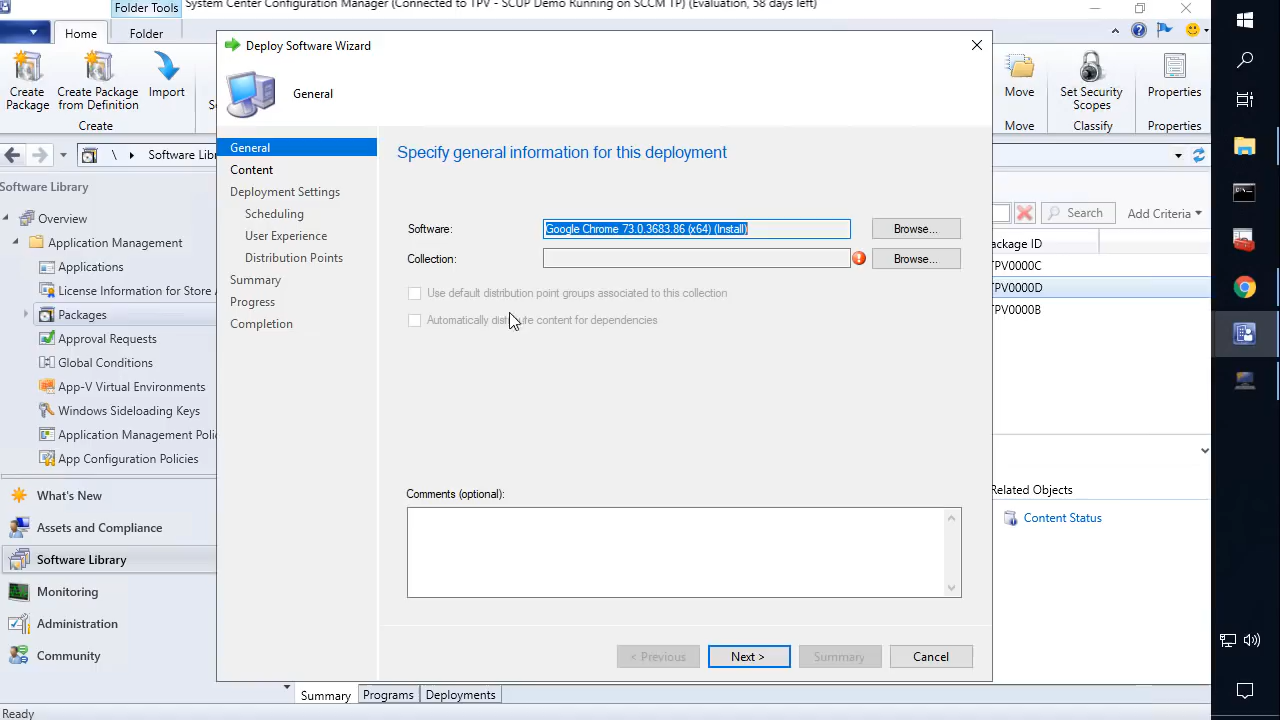 Folder Tools
System Center Configuration Manager (Connected to TPV - SCUP Demo Running on SCCM TP) (Evaluation, 58 days left)
Home
Folder
Create
Package
Create Package
from Definition
Import
Create
Move
Move
Set Security
Scopes
Classify
Properties
Properties
\
Software
Software Library
Overview
Application Management
Applications
License Information for Store
Packages
Approval Requests
Global Conditions
App-V Virtual Environments
Windows Sideloading Keys
Application Management
App Configuration Policies
What's New
Assets and Compliance
Software Library
Monitoring
Administration
Community
Ready
Deploy Software Wizard
General
General
Content
Deployment Settings
Scheduling
User Experience
Distribution Points
Summary
Progress
Completion
Specify general information for this deployment
Software:
Google Chrome 73.0.3683.86 (x64) (Install)
Browse...
Collection:
Browse...
Use default distribution point groups associated to this collection
Automatically distribute content for dependencies
Comments (optional):
< Previous
Next >
Summary
Cancel
Search
Add Criteria
ackage ID
TPV0000C
TPV0000D
TPV0000B
Related Objects
Content Status
Summary
Programs
Deployments